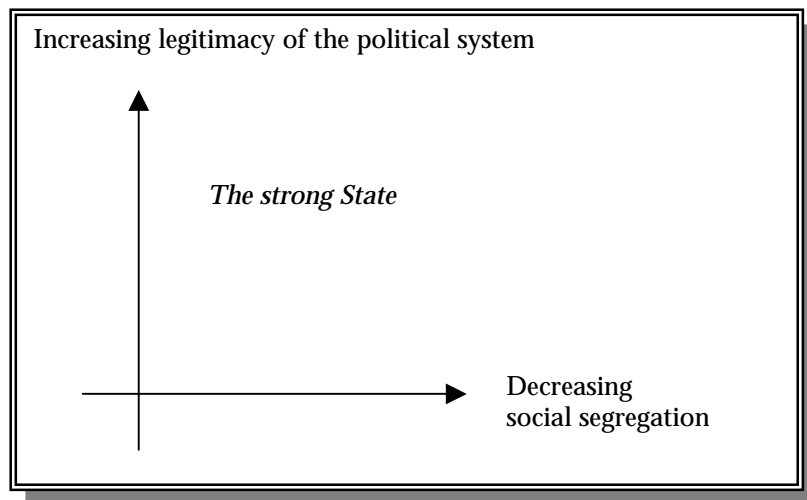 Increasing legitimacy of the political system
The strong State
Decreasing
social segregation